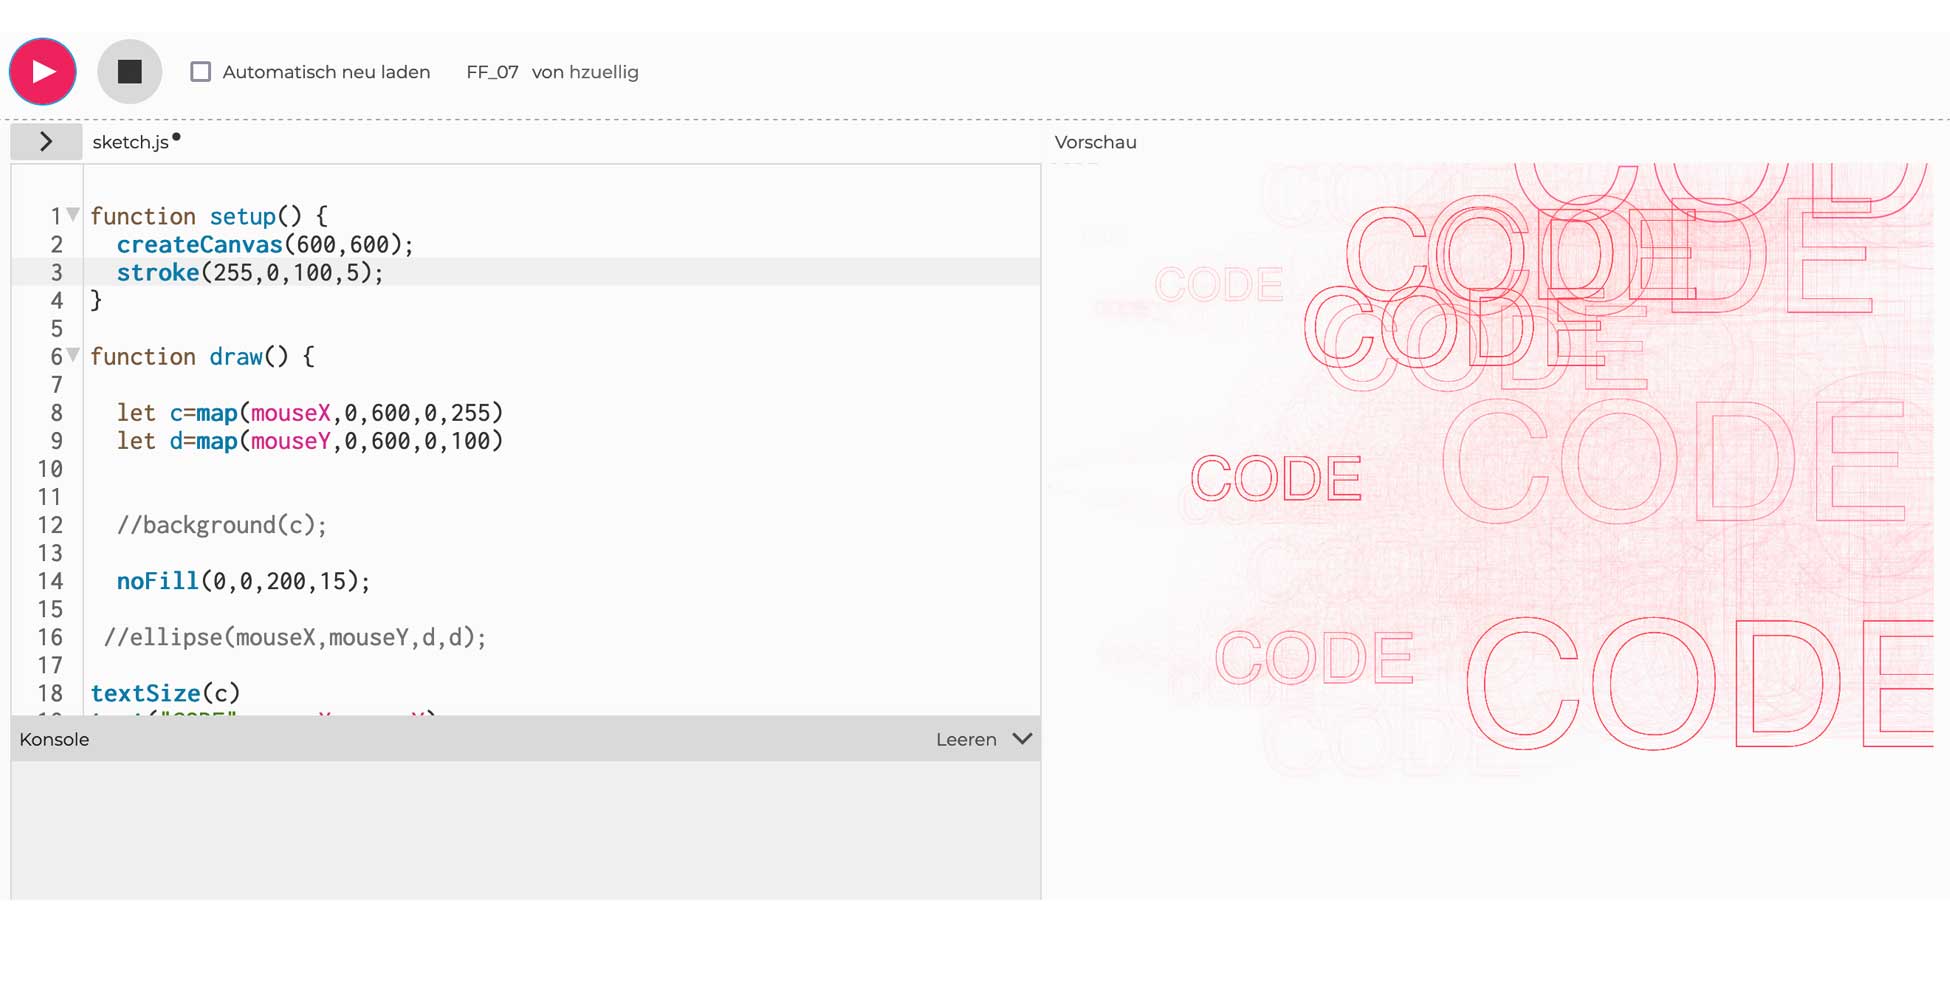 Automatisch neu laden FF_07 von hzuellig
sketch.js
Vorschau
1 function setup() {
2 createCanvas(600,600);
3 stroke(255,0,100,5);
4 }
5
6 function draw() {
7
8 let c=map(mouseX,0,600,0,255)
9 let d=map(mouseY,0,600,0,100)
10
11
12 //background(c);
13
14 noFill(0,0,200,15);
15
16 //ellipse(mouseX,mouseY,d,d);
17
18 textSize(c)
Konsole Leeren
CODE
CODE
CODE
CODE
CODE
CODE
CODE
CODE
CODE
CODE